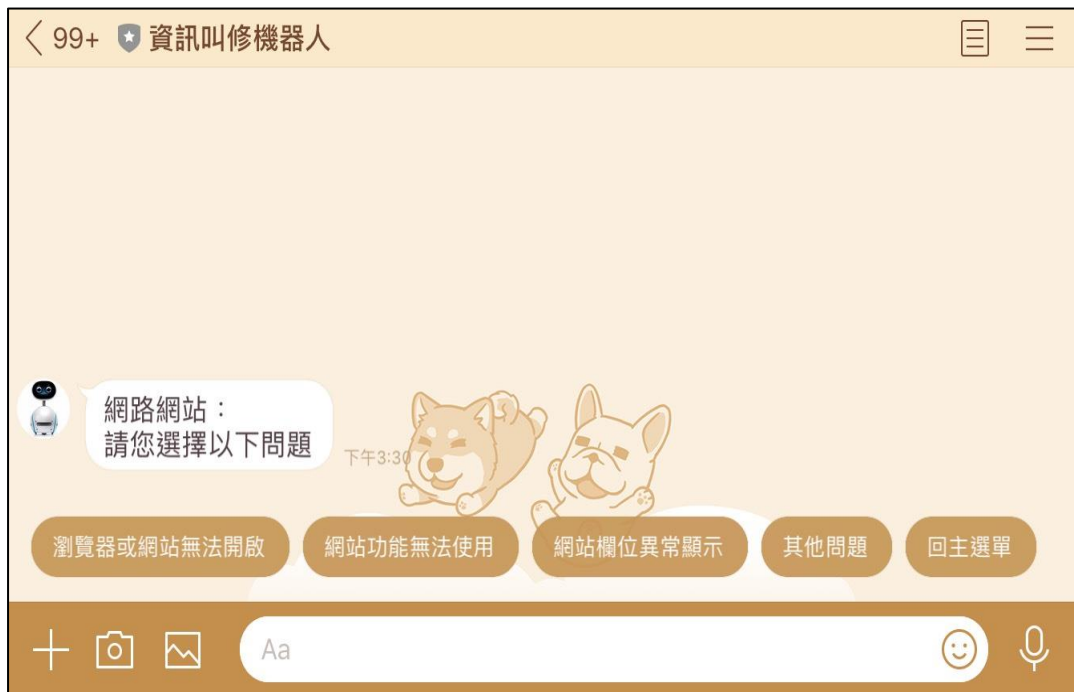 99+ 資訊叫修機器人
網路網站：
請您選擇以下問題
下午3:30
瀏覽器或網站無法開啟 網站功能無法使用 網站欄位異常顯示 其他問題 回主選單
Aa